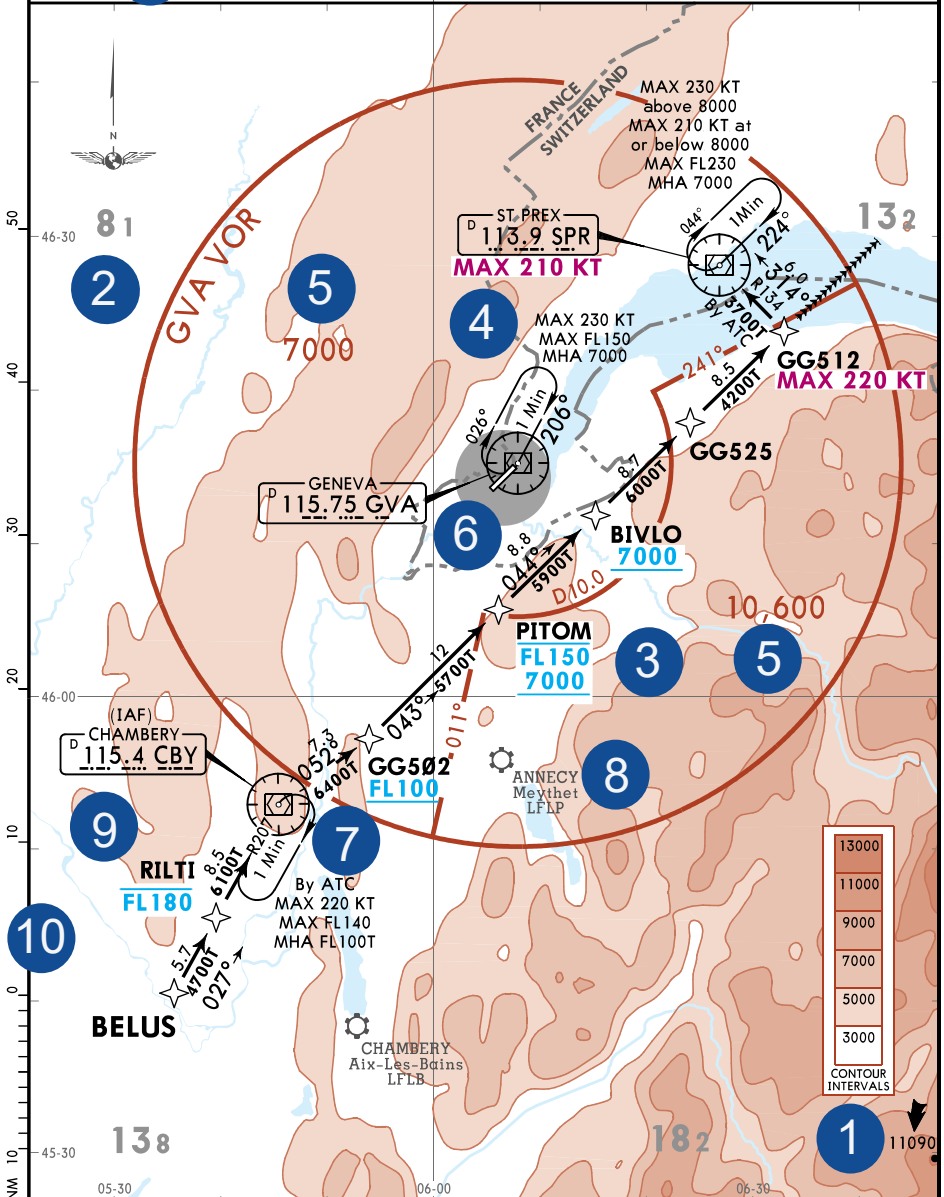 N
FRANCE
SWITZERLAND
MAX 230 KT
above 8000
MAX 210 KT at
or below 8000
MAX FL230
MHA 7000
81
132
50
46-30
GVA VOR
2
5
7000
ST PREX
D 113.9 SPR
MAX 210 KT
044°
1Min
224°
6.0
314°
R134
3700T
By ATC
4
MAX 230 KT
MAX FL150
MHA 7000
GG512
MAX 220 KT
241°
8.5
4200T
40
026°
1 Min
206°
GG525
GENEVA
D 115.75 GVA
8.7
6000T
30
6
BIVLO
7000
8.8
044°
5900T
D10.0
10 600
PITOM
FL150
7000
3
5
20
46-00
12
043°
5700T
011°
(IAF)
CHAMBERY
D 115.4 CBY
7.3
052°
6400T
GG502
FL100
ANNECY
Meythet
LFLP
8
10
9
7
R207
1 Min
RILTI
FL180
8.5
6100T
By ATC
MAX 220 KT
MAX FL140
MHA FL100T
10
0
5.7
4700T
027°
BELUS
CHAMBERY
Aix-Les-Bains
LFLB
13000
11000
9000
7000
5000
3000
CONTOUR
INTERVALS
138
182
1
11090
NM
10
45-30
05-30
06-00
06-30